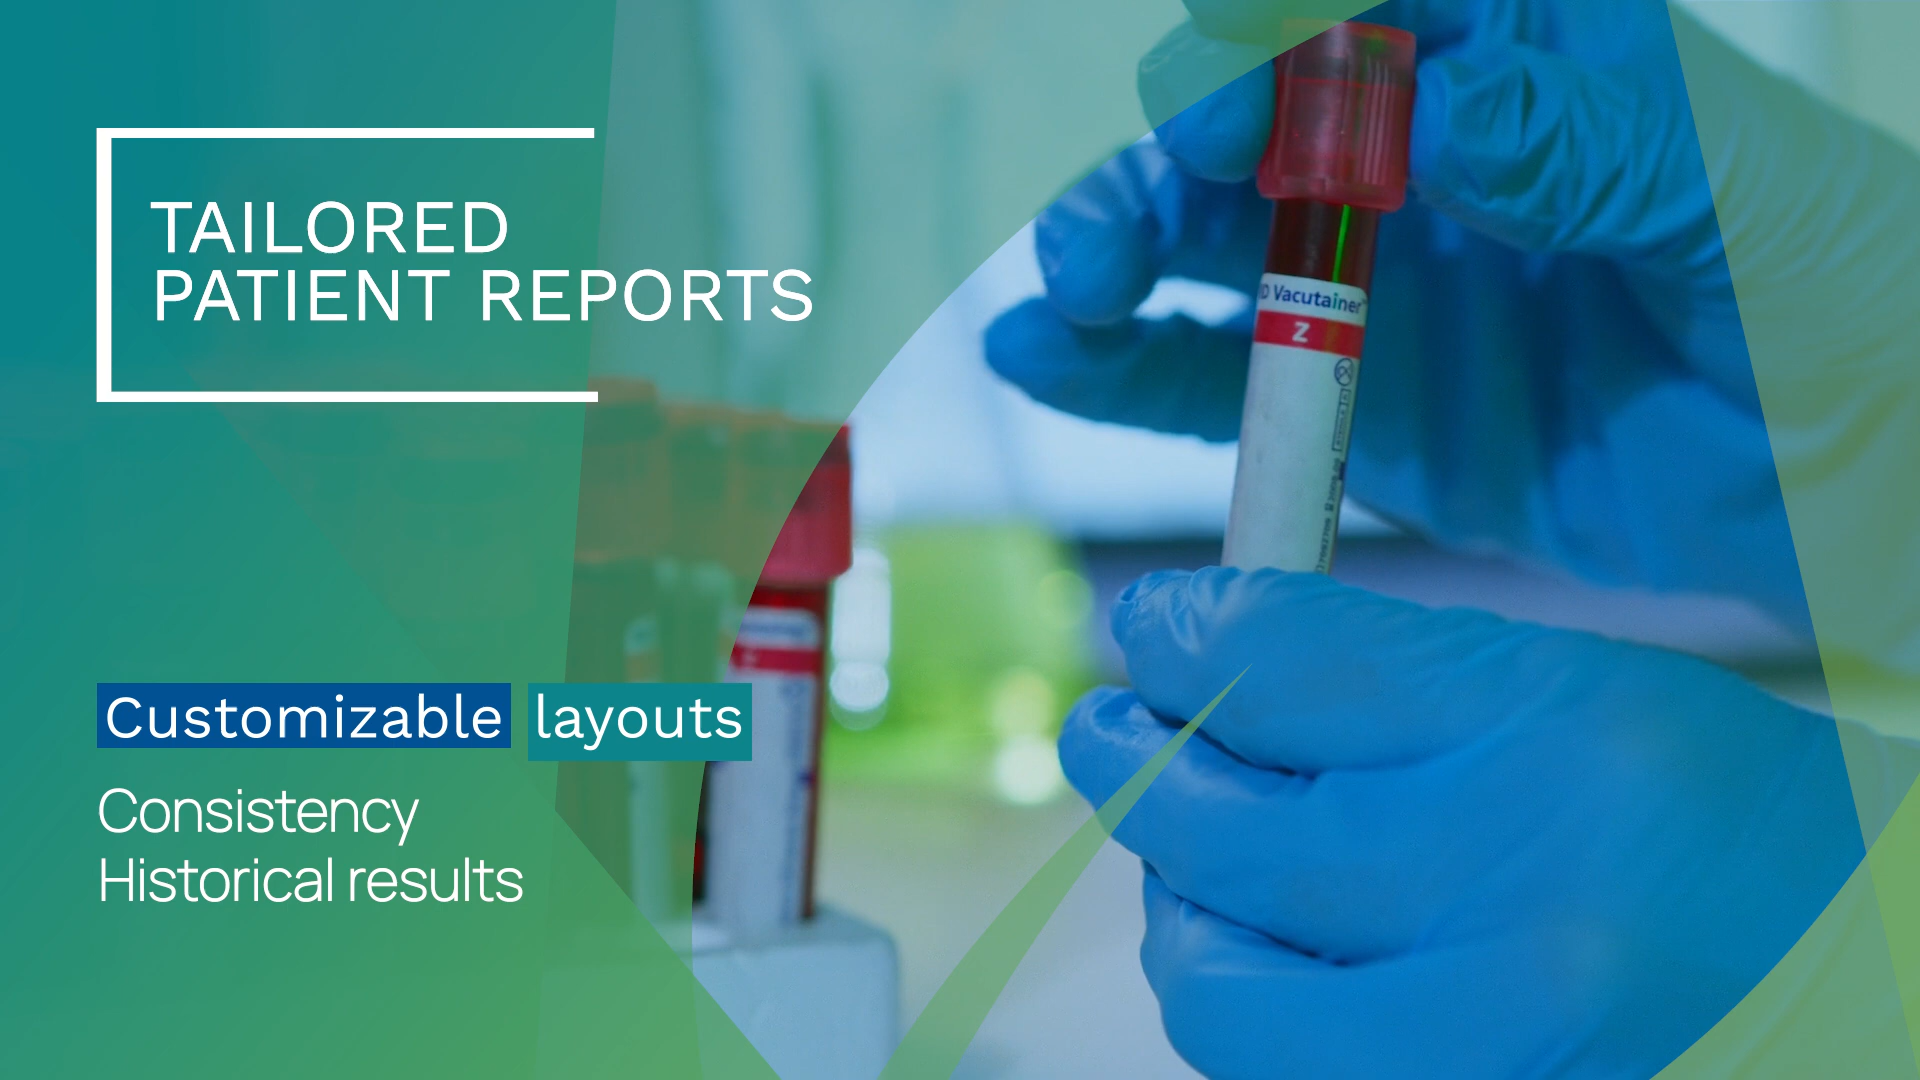 TAILORED
PATIENT REPORTS
Customizable layouts
Consistency
Historical results
Vacutainer
Z